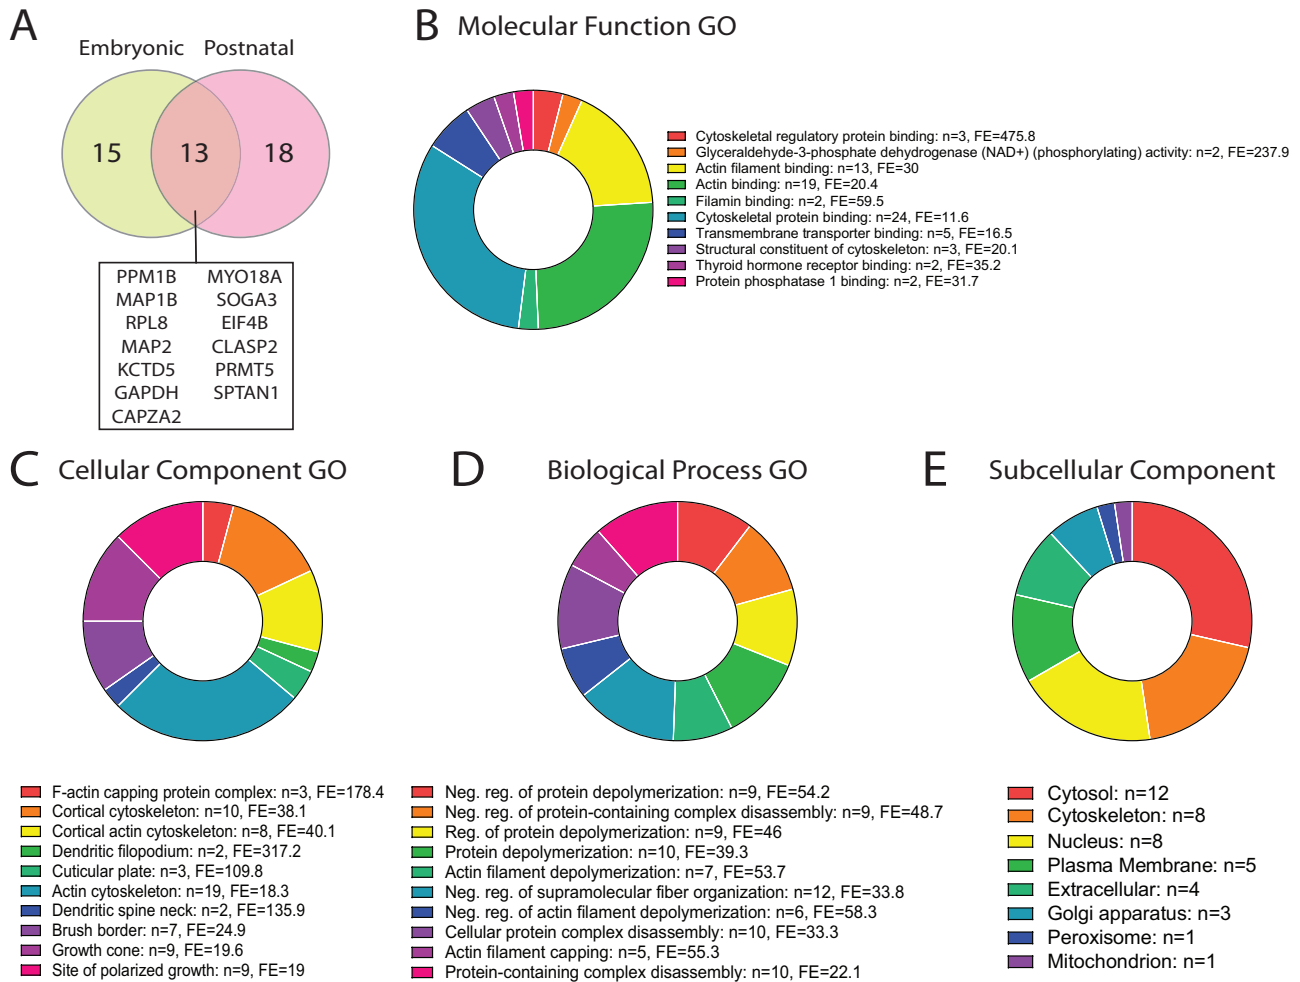 A
Embryonic Postnatal
15 13 18
PPM1B MYO18A
MAP1B SOGA3
RPL8 EIF4B
MAP2 CLASP2
KCTD5 PRMT5
GAPDH SPTAN1
CAPZA2
B Molecular Function GO
Cytoskeletal regulatory protein binding: n=3, FE=475.8
Glyceraldehyde-3-phosphate dehydrogenase (NAD+) (phosphorylating) activity: n=2, FE=237.9
Actin filament binding: n=13, FE=30
Actin binding: n=19, FE=20.4
Filamin binding: n=2, FE=59.5
Cytoskeletal protein binding: n=24, FE=11.6
Transmembrane transporter binding: n=5, FE=16.5
Structural constituent of cytoskeleton: n=3, FE=20.1
Thyroid hormone receptor binding: n=2, FE=35.2
Protein phosphatase 1 binding: n=2, FE=31.7
C Cellular Component GO
F-actin capping protein complex: n=3, FE=178.4
Cortical cytoskeleton: n=10, FE=38.1
Cortical actin cytoskeleton: n=8, FE=40.1
Dendritic filopodium: n=2, FE=317.2
Cuticular plate: n=3, FE=109.8
Actin cytoskeleton: n=19, FE=18.3
Dendritic spine neck: n=2, FE=135.9
Brush border: n=7, FE=24.9
Growth cone: n=9, FE=19.6
Site of polarized growth: n=9, FE=19
D Biological Process GO
Neg. reg. of protein depolymerization: n=9, FE=54.2
Neg. reg. of protein-containing complex disassembly: n=9, FE=48.7
Reg. of protein depolymerization: n=9, FE=46
Protein depolymerization: n=10, FE=39.3
Actin filament depolymerization: n=7, FE=53.7
Neg. reg. of supramolecular fiber organization: n=12, FE=33.8
Neg. reg. of actin filament depolymerization: n=6, FE=58.3
Cellular protein complex disassembly: n=10, FE=33.3
Actin filament capping: n=5, FE=55.3
Protein-containing complex disassembly: n=10, FE=22.1
E Subcellular Component
Cytosol: n=12
Cytoskeleton: n=8
Nucleus: n=8
Plasma Membrane: n=5
Extracellular: n=4
Golgi apparatus: n=3
Peroxisome: n=1
Mitochondrion: n=1